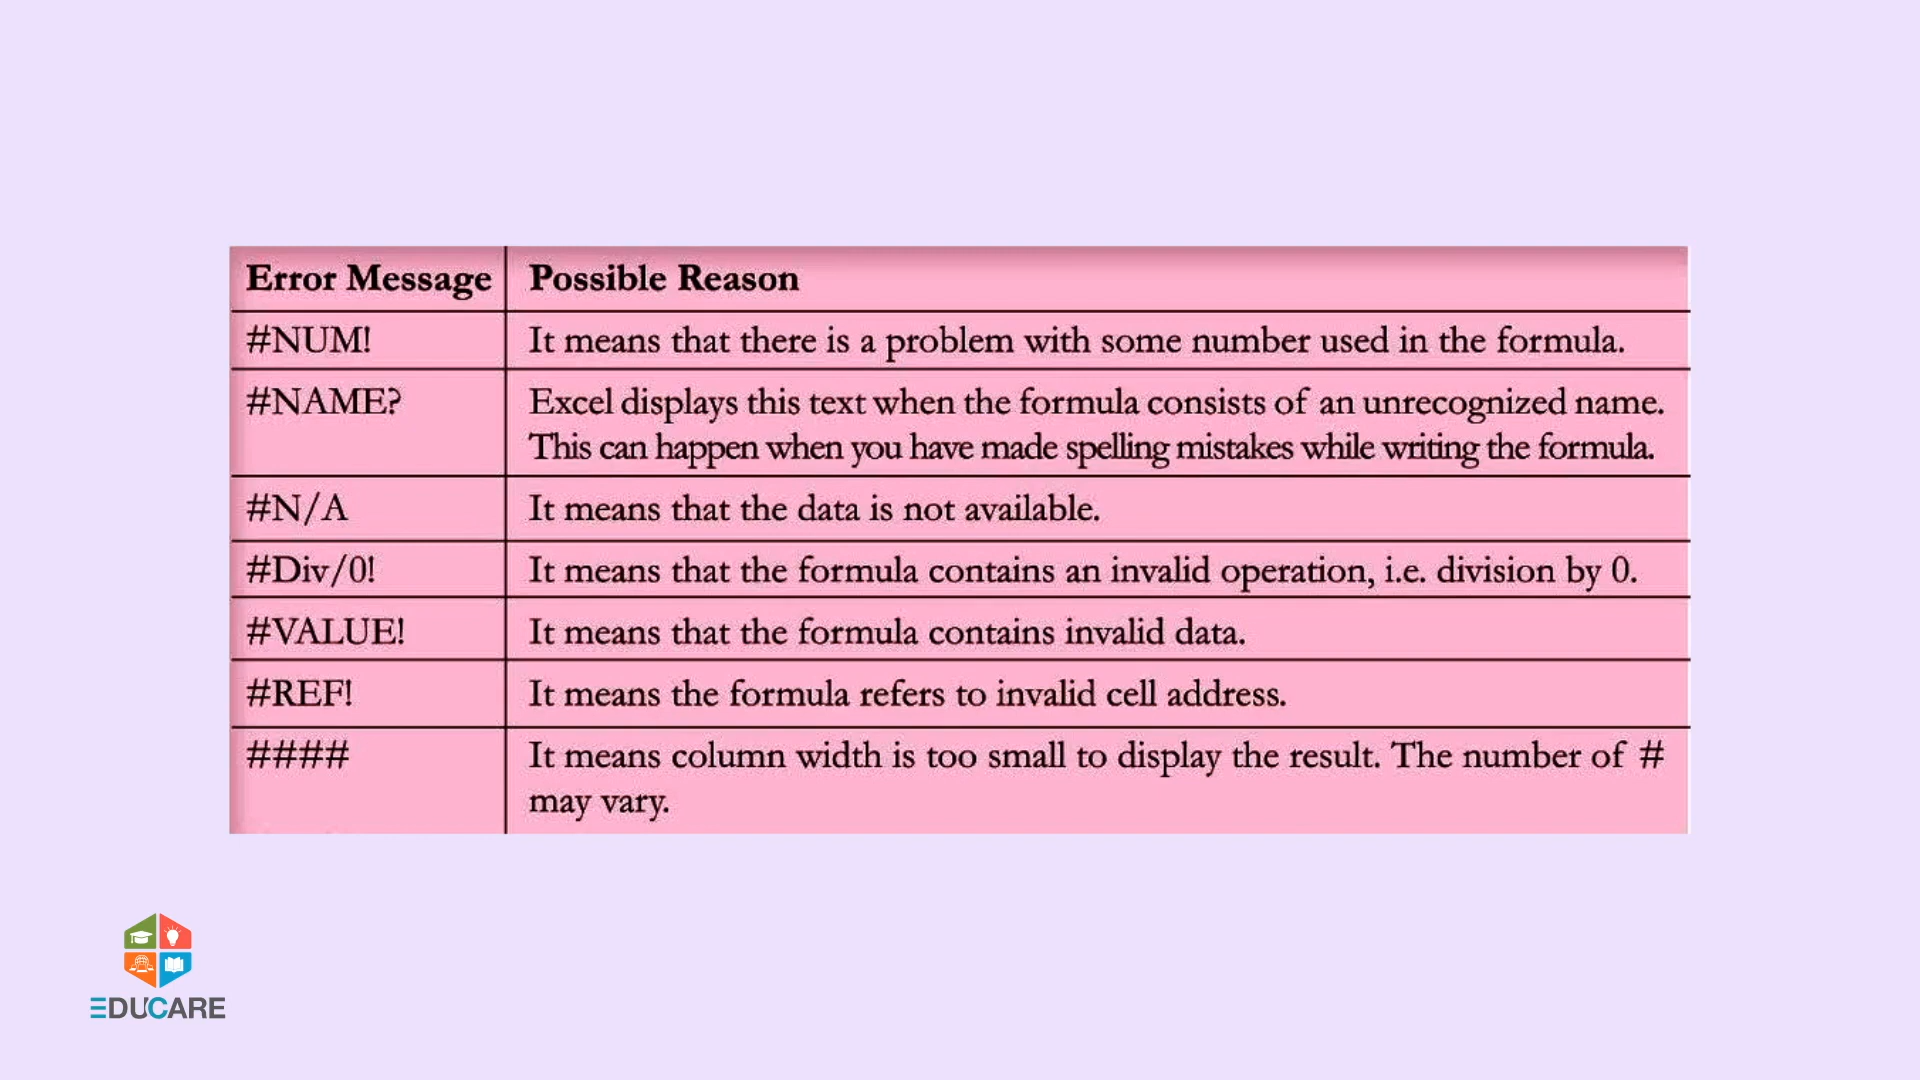 Error Message Possible Reason
#NUM! It means that there is a problem with some number used in the formula.
#NAME? Excel displays this text when the formula consists of an unrecognized name.
This can happen when you have made spelling mistakes while writing the formula.
#N/A It means that the data is not available.
#Div/0! It means that the formula contains an invalid operation, i.e. division by 0.
#VALUE! It means that the formula contains invalid data.
#REF! It means the formula refers to invalid cell address.
#### It means column width is too small to display the result. The number of #
may vary.
EDUCARE